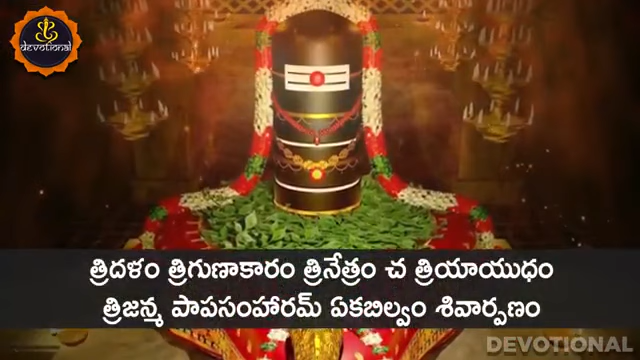 devotional
త్రిదళం త్రిగుణాకారం త్రినేత్రం చ త్రియాయుధం
త్రిజన్మ పాపసంహారమ్ ఏకబిల్వం శివార్పణం
DEVOTIONAL